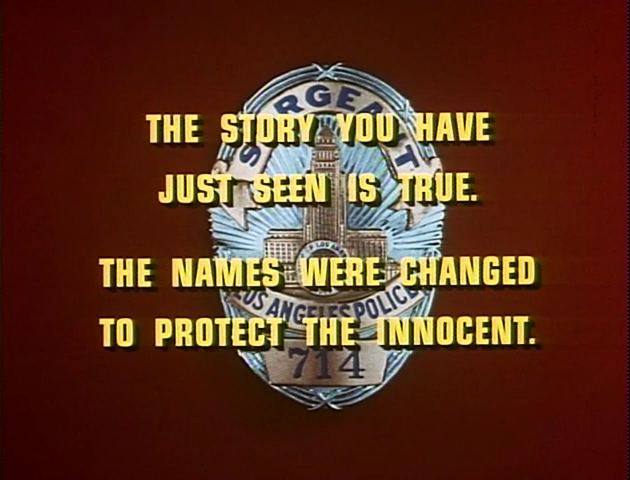 SERGEANT
THE STORY YOU HAVE
JUST SEEN IS TRUE.
THE NAMES WERE CHANGED
LOS ANGELES POLICE
TO PROTECT THE INNOCENT.
714